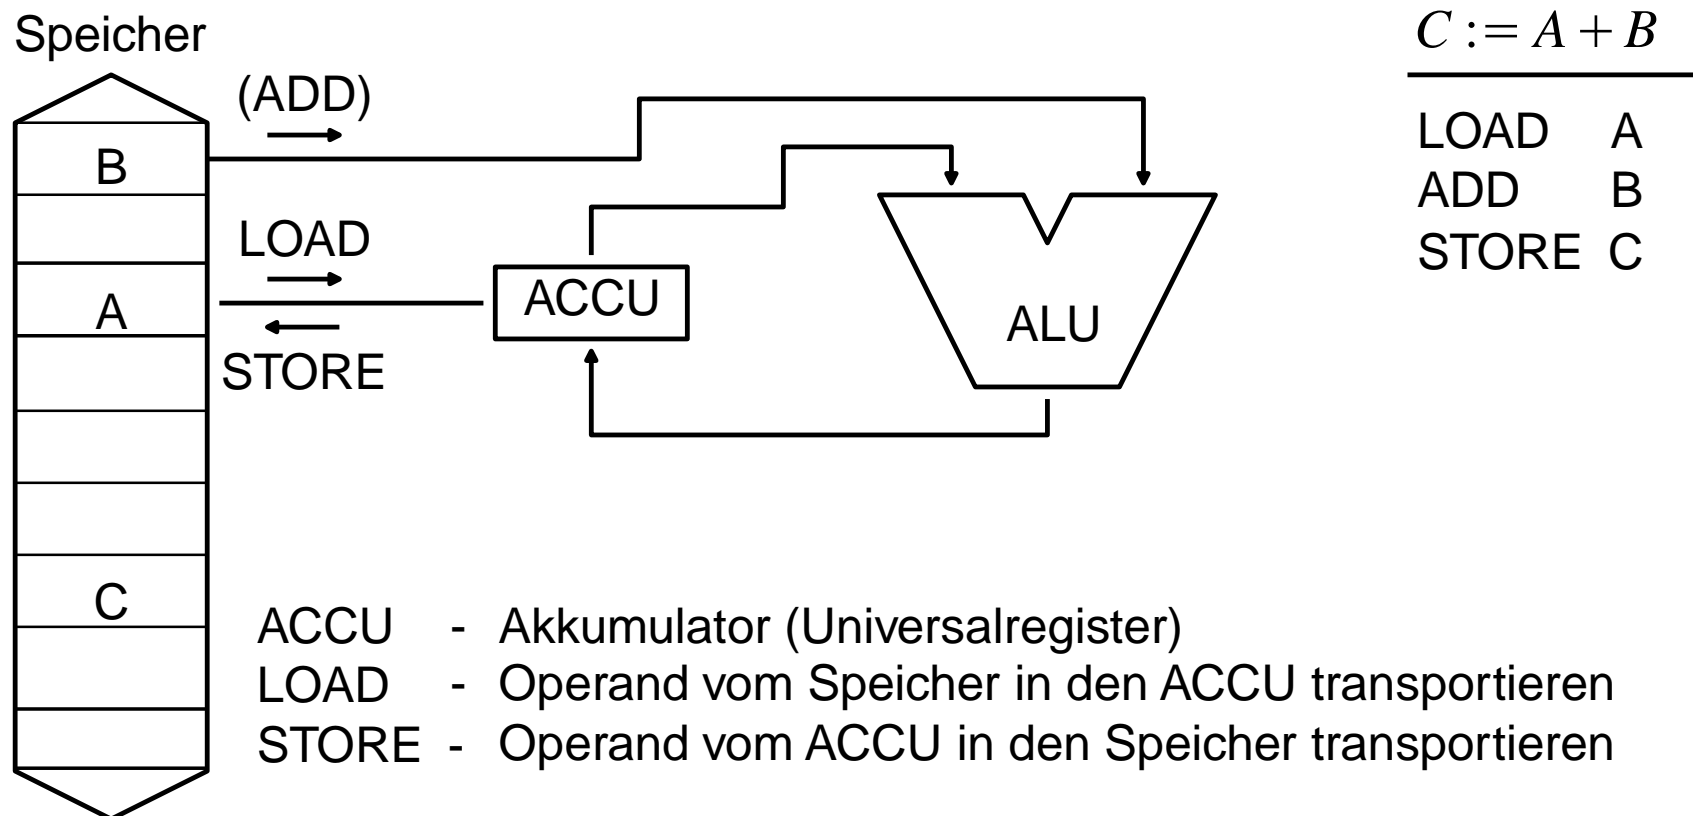 Speicher
B
A
C
(ADD)
LOAD
STORE
ACCU
ALU
C := A + B
LOAD A
ADD B
STORE C
ACCU - Akkumulator (Universalregister)
LOAD - Operand vom Speicher in den ACCU transportieren
STORE - Operand vom ACCU in den Speicher transportieren